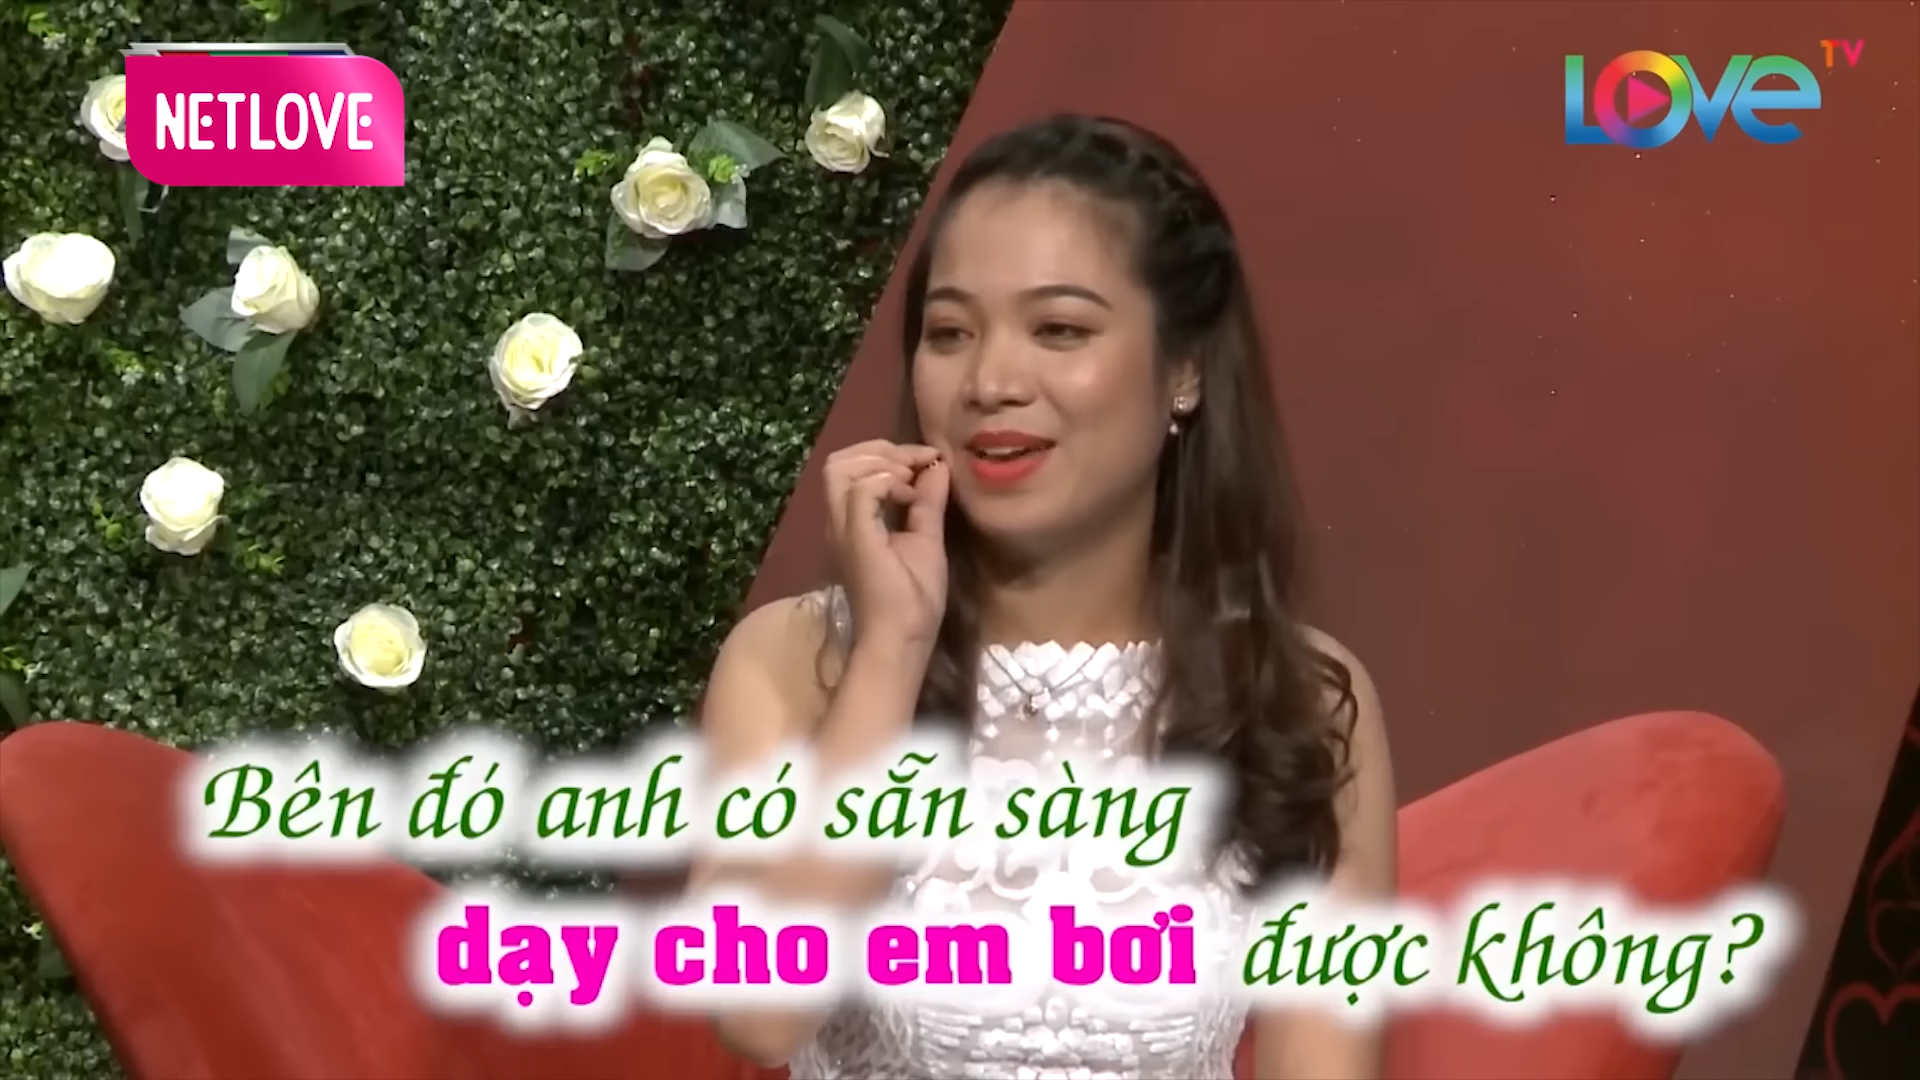 NETLOVE
LOVE TV
Bên đó anh có sẵn sàng
dạy cho em bơi được không?